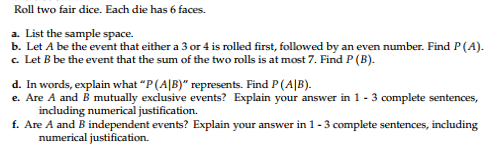 Roll two fair dice. Each die has 6 faces.
a. List the sample space.
b. Let A be the event that either a 3 or 4 is rolled first, followed by an even number. Find P (A).
c. Let B be the event that the sum of the two rolls is at most 7. Find P (B).
d. In words, explain what "P (A|B)" represents. Find P (A|B).
e. Are A and B mutually exclusive events? Explain your answer in 1 - 3 complete sentences,
including numerical justification.
f. Are A and B independent events? Explain your answer in 1 - 3 complete sentences, including
numerical justification.